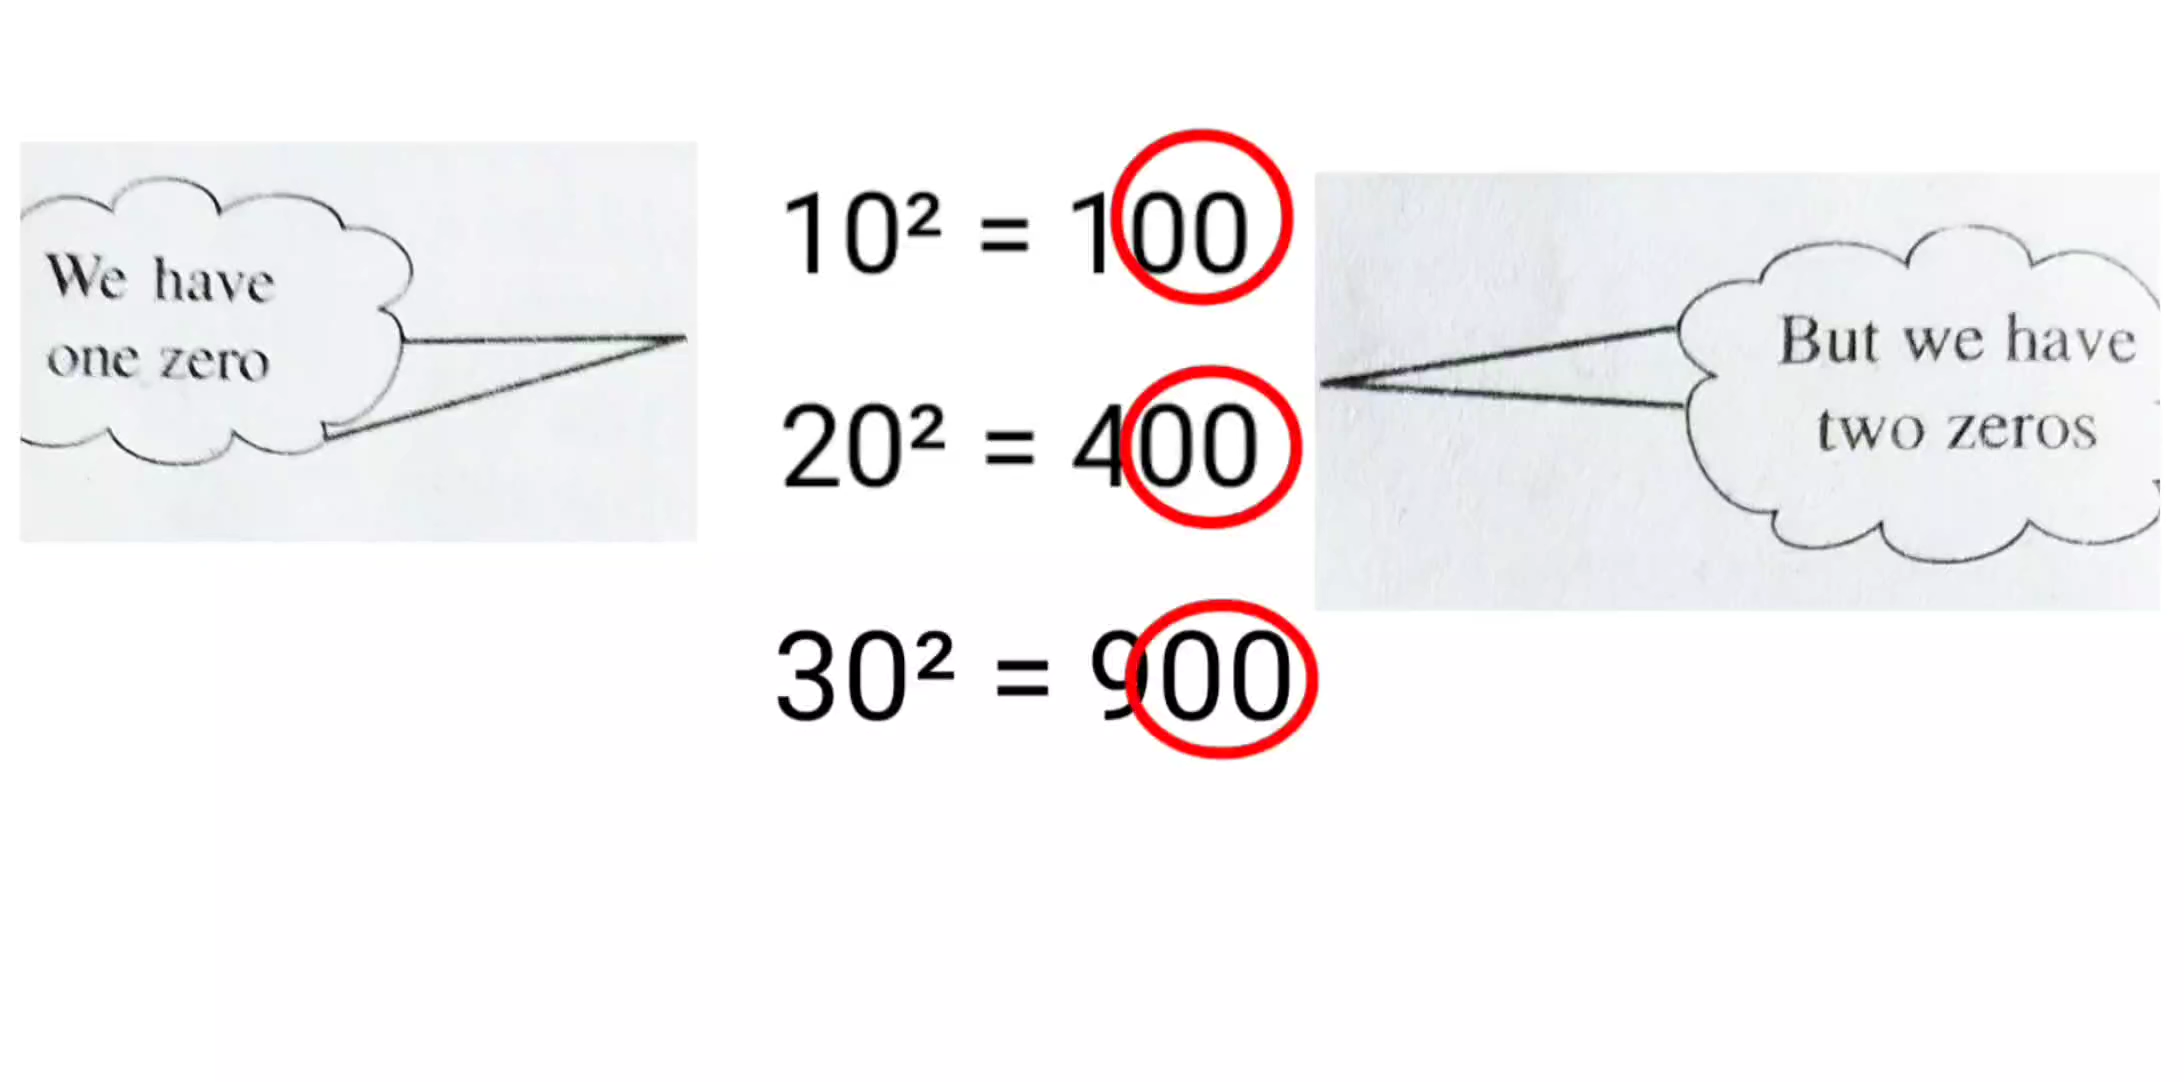 We have
one zero
10² = 100
20² = 400
30² = 900
But we have
two zeros